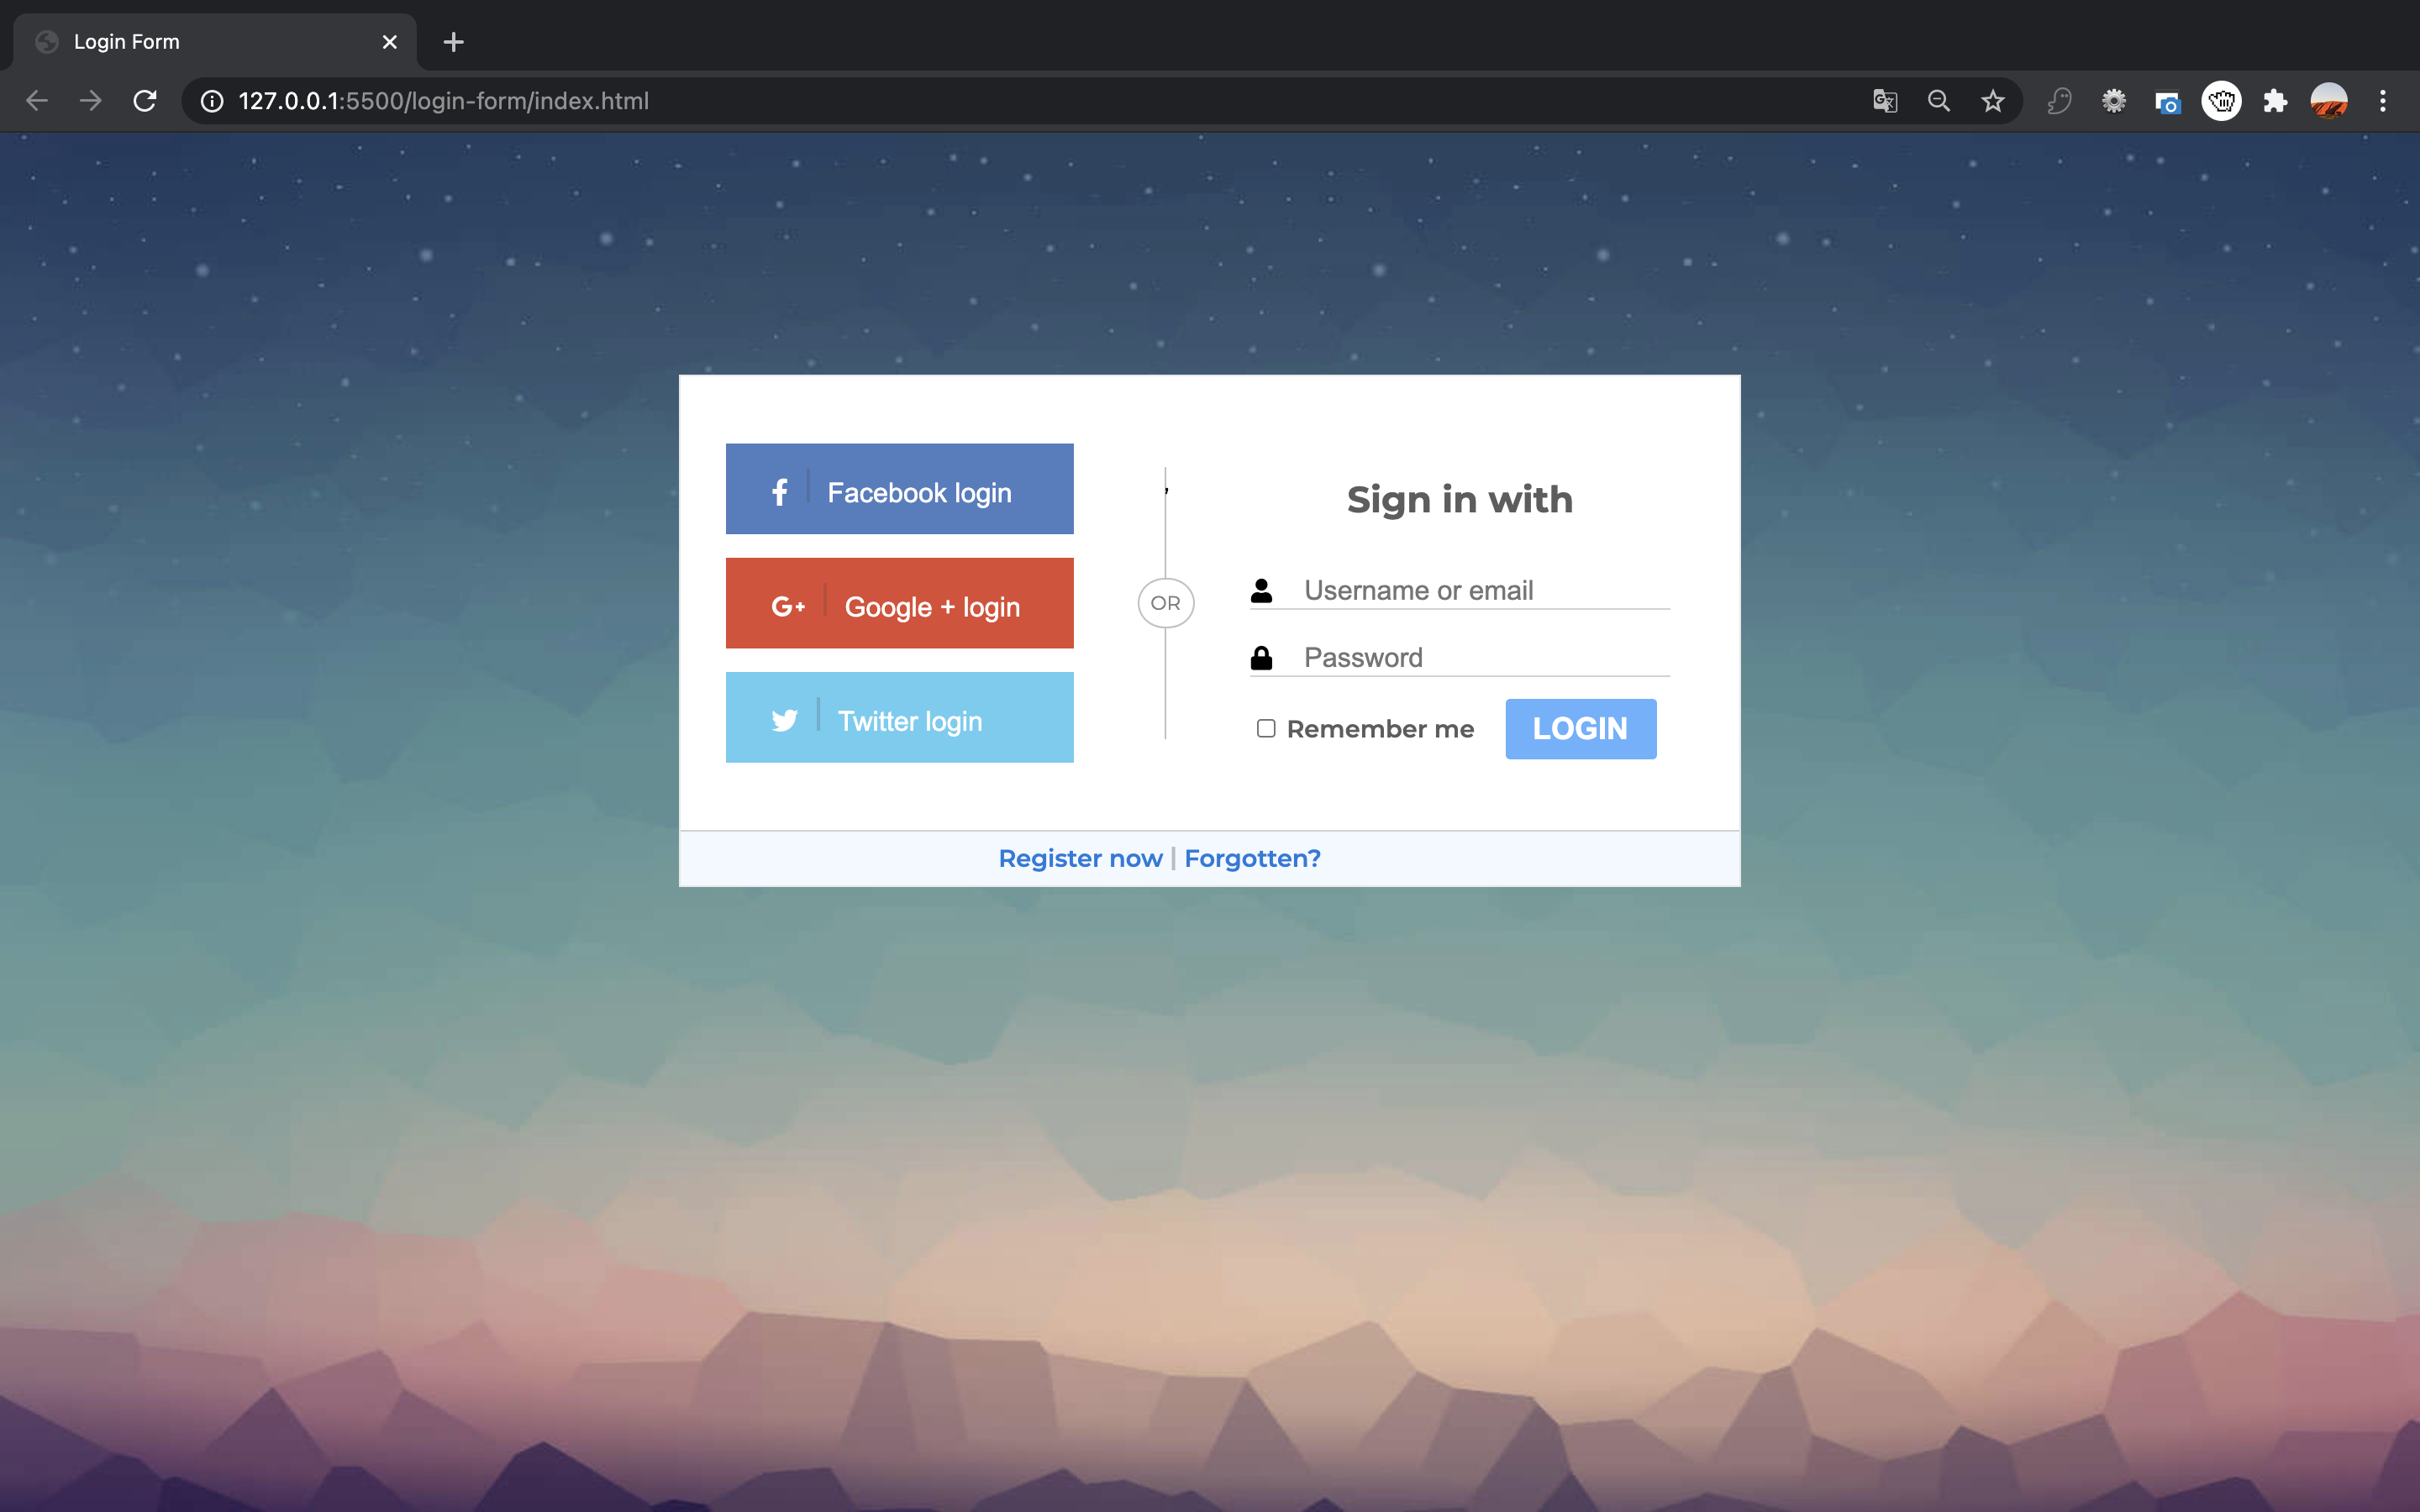 Login Form
127.0.0.1:5500/login-form/index.html
Facebook login
G+ Google + login
Twitter login
,
OR
Sign in with
Username or email
Password
Remember me
LOGIN
Register now | Forgotten?